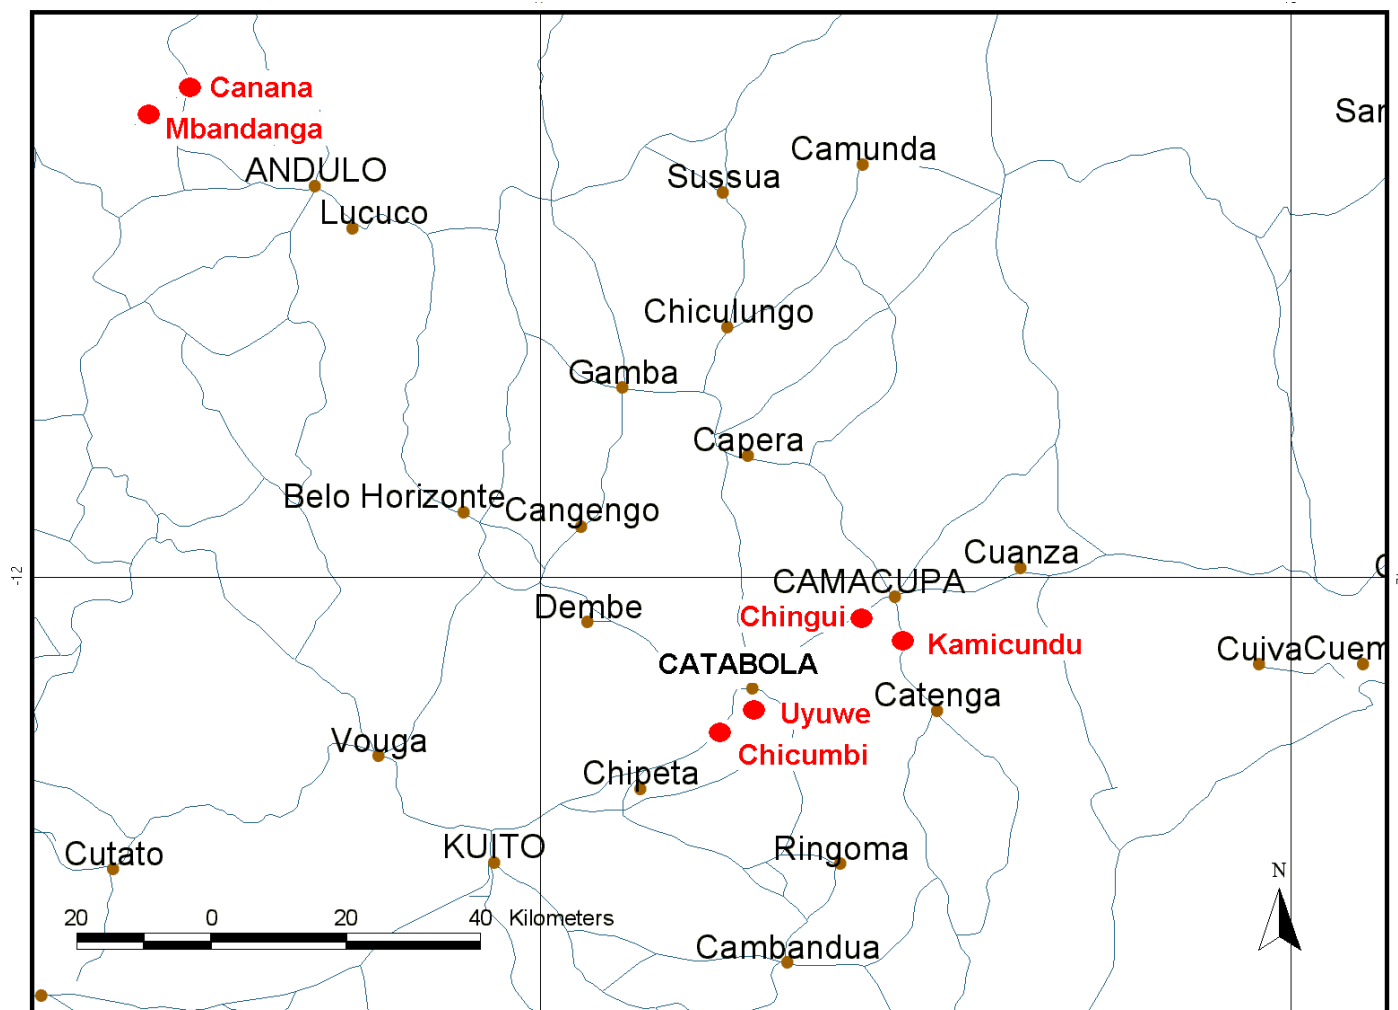 Canana
San
Mbandanga
Camunda
ANDULO
Sussua
Lucuco
Chiculungo
Gamba
Capera
Belo Horizonte
Cangengo
Cuanza
-12
CAMACUPA
Dembe
Chingui
Kamicundu
CuivaCuem
CATABOLA
Catenga
Uyuwe
Vouga
Chicumbi
Chipeta
KUITO
Ringoma
Cutato
N
20 0 20 40 Kilometers
Cambandua